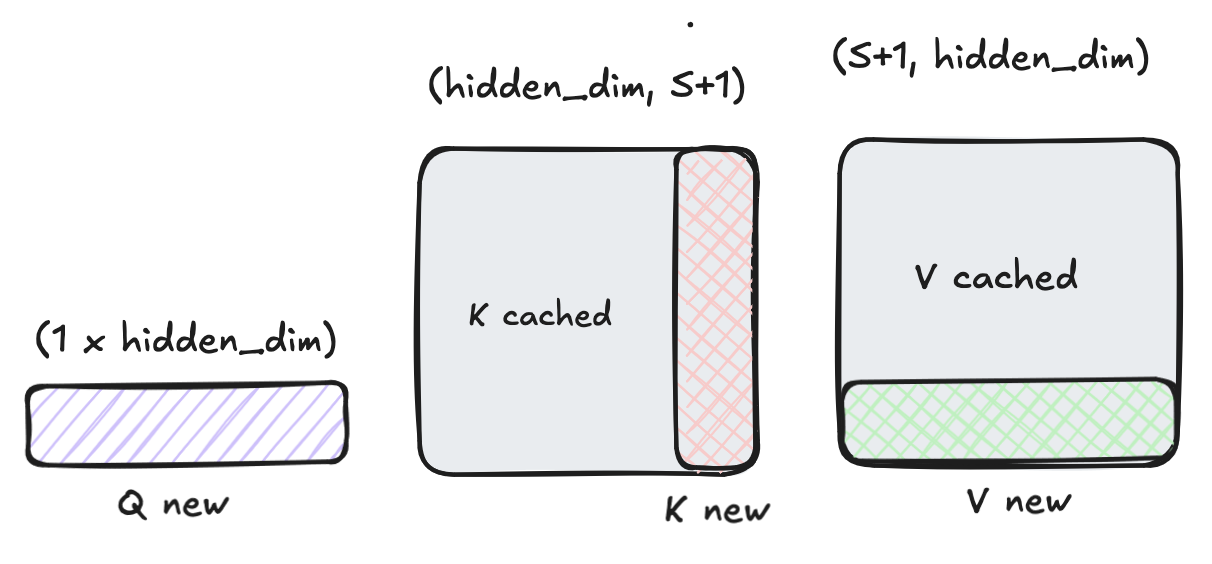 (1 x hidden_dim)
Q new
(hidden_dim, S+1)
K cached
K new
(S+1, hidden_dim)
V cached
V new